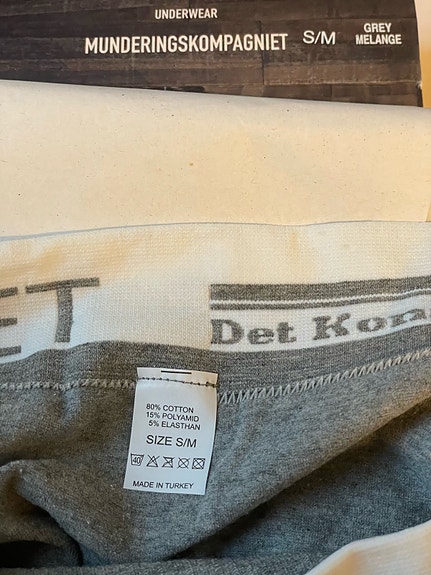 UNDERWEAR
MUNDERINGSKOMPAGNIET S/M GREY MELANGE
ET
Det Kon
80% COTTON
15% POLYAMID
5% ELASTHAN
SIZE S/M
40
MADE IN TURKEY